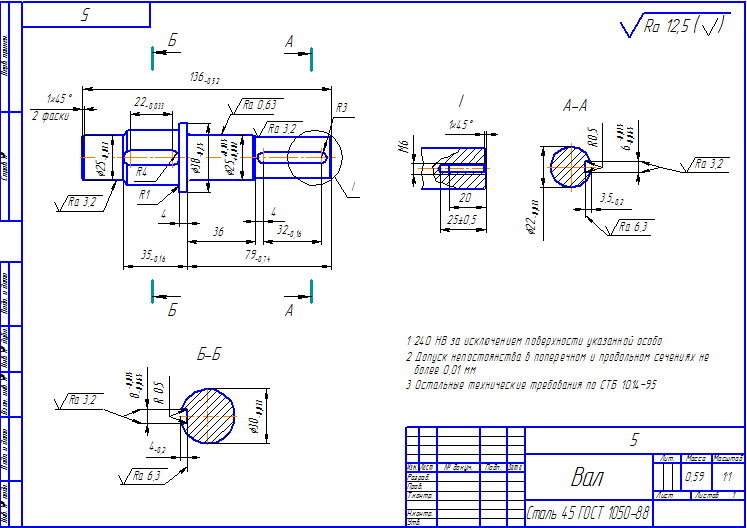 5
Ra 12,5 (√)
Б
А
136-0,52
1×45°
2 фаски
22-0,033
Ra 0,63
R3
Ra 3,2
R4
R1
Ra 3,2
4
4
I
36
32-0,16
35-0,16
79-0,74
Б
А
I
1×45°
М6
20
25±0,5
А-А
R0,5
Ra 3,2
3,5-0,2
Ra 6,3
Б-Б
Ra 3,2
R 0,5
4-0,2
Ra 6,3
1 240 НВ за исключением поверхности указанной особо
2 Допуск непостоянства в поперечном и продольном сечениях не
более 0,01 мм
3 Остальные технические требования по СТБ 1014-95
5
Вал
Лит. Масса Масштаб
0,59 1:1
Лист Листов 1
Изм Лист № докум. Подп. Дата
Разраб.
Пров.
Т.контр.
Н.контр.
Утв.
Сталь 45 ГОСТ 1050-88